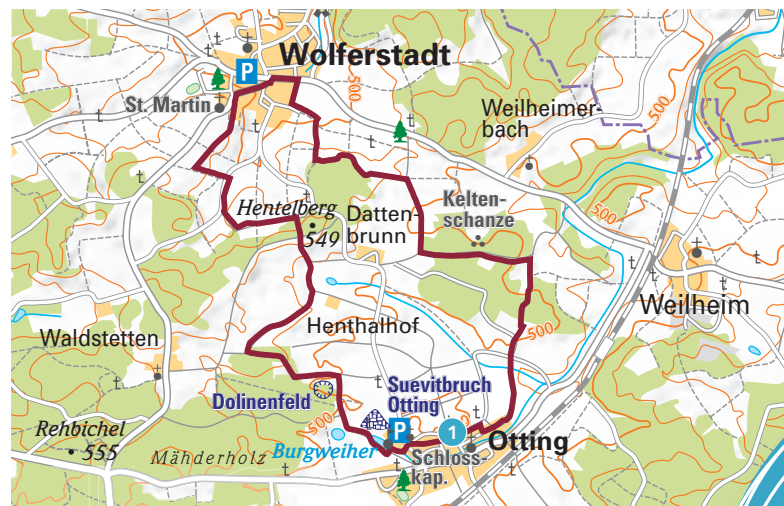 Wolferstadt
P
St. Martin
500
Weilheimer-
bach
500
Kelten-
schanze
Hentelberg
549
Datten-
brunn
500
Weilheim
Henthalhof
500
Waldstetten
Dolinenfeld
Suevitbruch
Otting
Rehbichel
555
500
Mähderholz
Burgweiher
P
1
Otting
Schloss-
kap.